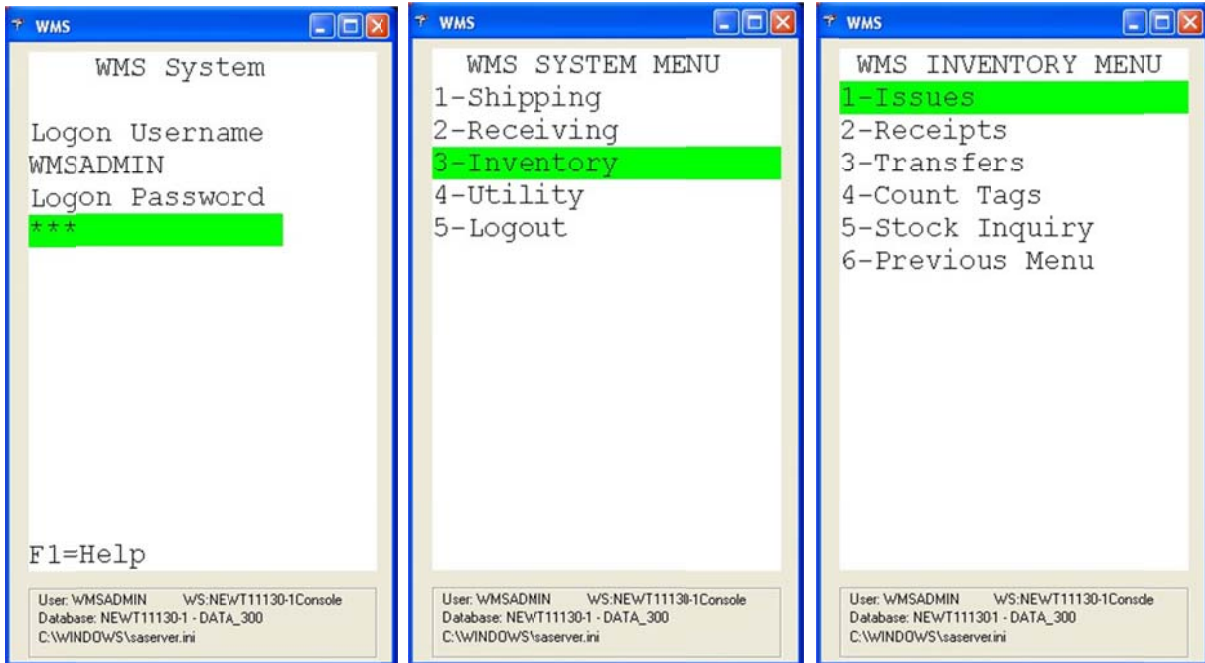 WMS
WMS System
Logon Username
WMSADMIN
Logon Password
***
F1=Help
User: WMSADMIN WS:NEWT11130-1Console
Database: NEWT11130-1 - DATA_300
C:\WINDOWS\saserver.ini
WMS
WMS SYSTEM MENU
1-Shipping
2-Receiving
3-Inventory
4-Utility
5-Logout
User: WMSADMIN WS:NEWT11130-1Console
Database: NEWT11130-1 - DATA_300
C:\WINDOWS\saserver.ini
WMS
WMS INVENTORY MENU
1-Issues
2-Receipts
3-Transfers
4-Count Tags
5-Stock Inquiry
6-Previous Menu
User: WMSADMIN WS:NEWT11130-1Console
Database: NEWT11130-1 - DATA_300
C:\WINDOWS\saserver.ini